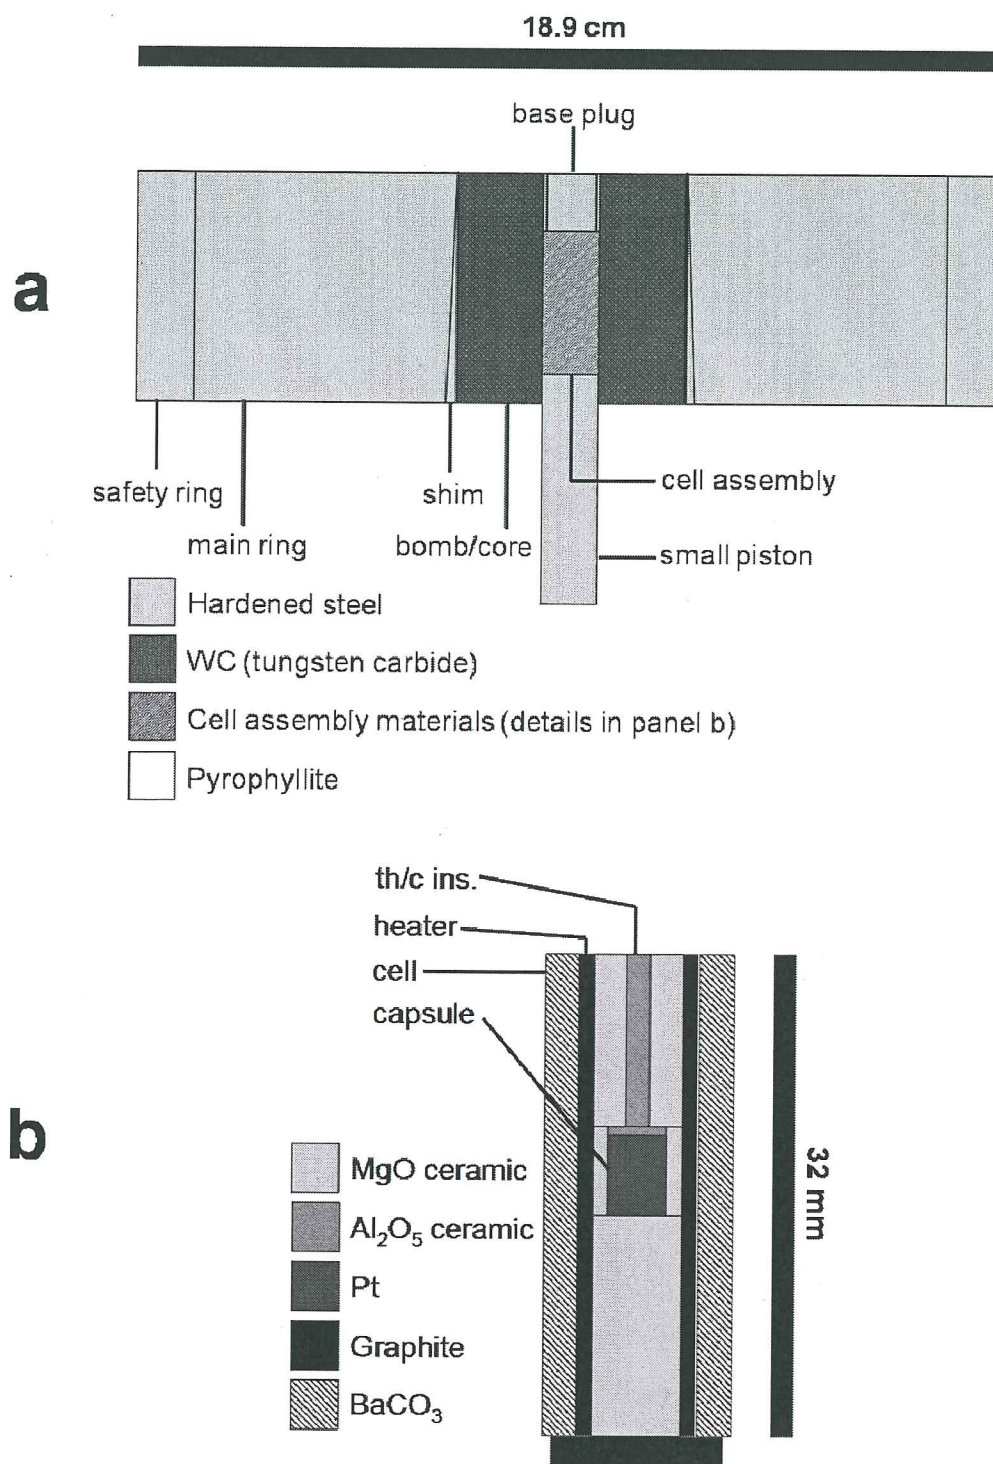 18.9 cm
base plug
a
safety ring
shim
cell assembly
main ring
bomb/core
small piston
Hardened steel
WC (tungsten carbide)
Cell assembly materials (details in panel b)
Pyrophyllite
th/c ins.
heater
cell
capsule
b
MgO ceramic
Al₂O₅ ceramic
Pt
Graphite
BaCO₃
32 mm